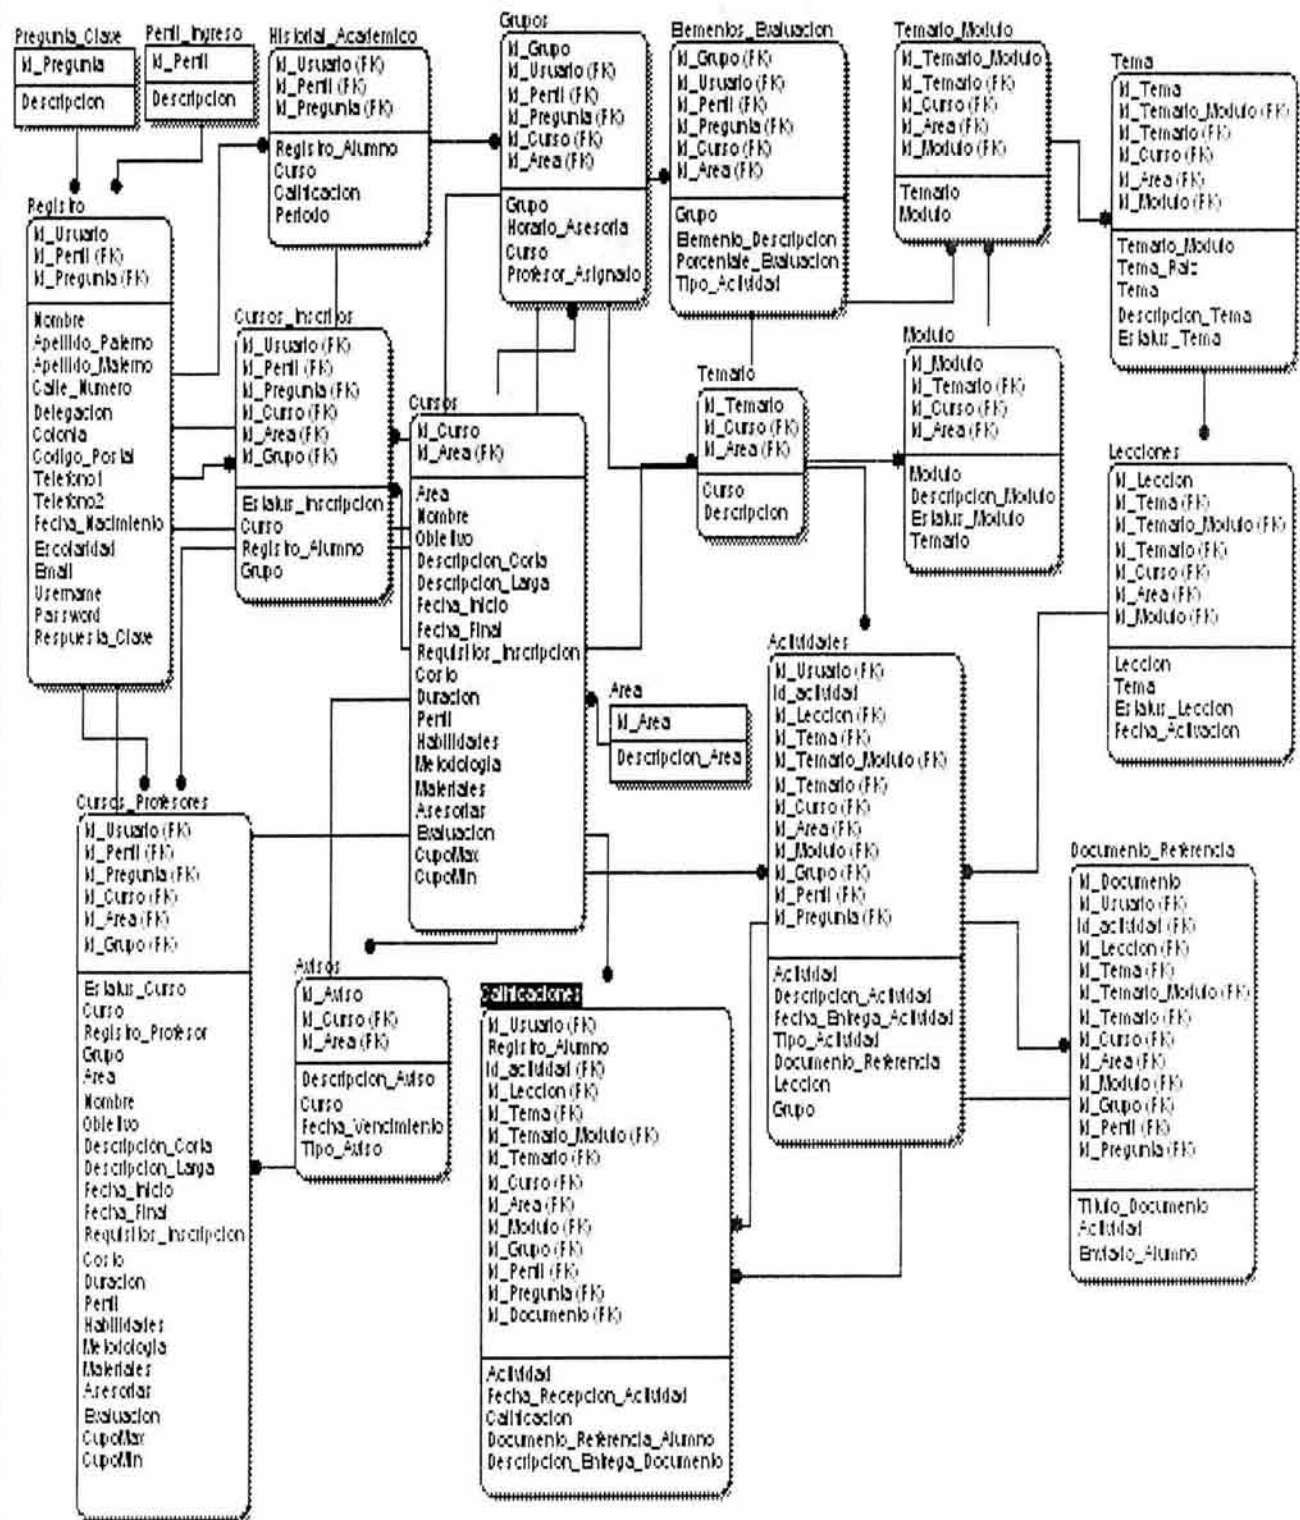 Pregunta_Clave
Id_Pregunta
Descripcion
Perfil_Ingreso
Id_Perfil
Descripcion
Historial_Academico
Id_Usuario (FK)
Id_Perfil (FK)
Id_Pregunta (FK)
Registro_Alumno
Curso
Calificacion
Periodo
Grupos
Id_Grupo
Id_Usuario (FK)
Id_Perfil (FK)
Id_Pregunta (FK)
Id_Curso (FK)
Id_Area (FK)
Grupo
Horario_Asesoria
Curso
Profesor_Asignado
Elementos_Evaluacion
Id_Grupo (FK)
Id_Usuario (FK)
Id_Perfil (FK)
Id_Pregunta (FK)
Id_Curso (FK)
Id_Area (FK)
Grupo
Elemento_Descripcion
Porcentaje_Evaluacion
Tipo_Actividad
Temario_Modulo
Id_Temario_Modulo
Id_Temario (FK)
Id_Curso (FK)
Id_Area (FK)
Id_Modulo (FK)
Temario
Modulo
Tema
Id_Tema
Id_Temario_Modulo (FK)
Id_Temario (FK)
Id_Curso (FK)
Id_Area (FK)
Id_Modulo (FK)
Temario_Modulo
Tema_Raiz
Tema
Descripcion_Tema
Estatus_Tema
Registro
Id_Usuario
Id_Perfil (FK)
Id_Pregunta (FK)
Nombre
Apellido_Paterno
Apellido_Materno
Calle_Numero
Delegacion
Colonia
Codigo_Postal
Telefono1
Telefono2
Fecha_Nacimiento
Escolaridad
Email
Username
Password
Respuesta_Clave
Cursos_Inscritos
Id_Usuario (FK)
Id_Perfil (FK)
Id_Pregunta (FK)
Id_Curso (FK)
Id_Area (FK)
Id_Grupo (FK)
Estatus_Inscripcion
Curso
Registro_Alumno
Grupo
Cursos
Id_Curso
Id_Area (FK)
Area
Nombre
Objetivo
Descripcion_Corta
Descripcion_Larga
Fecha_Inicio
Fecha_Final
Requisitos_Inscripcion
Costo
Duracion
Perfil
Habilidades
Metodologia
Materiales
Asesorias
Evaluacion
CupoMax
CupoMin
Temario
Id_Temario
Id_Curso (FK)
Id_Area (FK)
Curso
Descripcion
Modulo
Id_Modulo
Id_Temario (FK)
Id_Curso (FK)
Id_Area (FK)
Modulo
Descripcion_Modulo
Estatus_Modulo
Temario
Lecciones
Id_Leccion
Id_Tema (FK)
Id_Temario_Modulo (FK)
Id_Temario (FK)
Id_Curso (FK)
Id_Area (FK)
Id_Modulo (FK)
Leccion
Tema
Estatus_Leccion
Fecha_Activacion
Area
Id_Area
Descripcion_Area
Actividades
Id_Usuario (FK)
id_actividad
Id_Leccion (FK)
Id_Tema (FK)
Id_Temario_Modulo (FK)
Id_Temario (FK)
Id_Curso (FK)
Id_Area (FK)
Id_Modulo (FK)
Id_Grupo (FK)
Id_Perfil (FK)
Id_Pregunta (FK)
Actividad
Descripcion_Actividad
Fecha_Entrega_Actividad
Tipo_Actividad
Documento_Referencia
Leccion
Grupo
Cursos_Profesores
Id_Usuario (FK)
Id_Perfil (FK)
Id_Pregunta (FK)
Id_Curso (FK)
Id_Area (FK)
Id_Grupo (FK)
Estatus_Curso
Curso
Registro_Profesor
Grupo
Area
Nombre
Objetivo
Descripcion_Corta
Descripcion_Larga
Fecha_Inicio
Fecha_Final
Requisitos_Inscripcion
Costo
Duracion
Perfil
Habilidades
Metodologia
Materiales
Asesorias
Evaluacion
CupoMax
CupoMin
Avisos
Id_Aviso
Id_Curso (FK)
Id_Area (FK)
Descripcion_Aviso
Curso
Fecha_Vencimiento
Tipo_Aviso
Calificaciones
Id_Usuario (FK)
Registro_Alumno
id_actividad (FK)
Id_Leccion (FK)
Id_Tema (FK)
Id_Temario_Modulo (FK)
Id_Temario (FK)
Id_Curso (FK)
Id_Area (FK)
Id_Modulo (FK)
Id_Grupo (FK)
Id_Perfil (FK)
Id_Pregunta (FK)
Id_Documento (FK)
Actividad
Fecha_Recepcion_Actividad
Calificacion
Documento_Referencia_Alumno
Descripcion_Entrega_Documento
Documento_Referencia
Id_Documento
Id_Usuario (FK)
id_actividad (FK)
Id_Leccion (FK)
Id_Tema (FK)
Id_Temario_Modulo (FK)
Id_Temario (FK)
Id_Curso (FK)
Id_Area (FK)
Id_Modulo (FK)
Id_Grupo (FK)
Id_Perfil (FK)
Id_Pregunta (FK)
Titulo_Documento
Actividad
Enviado_Alumno